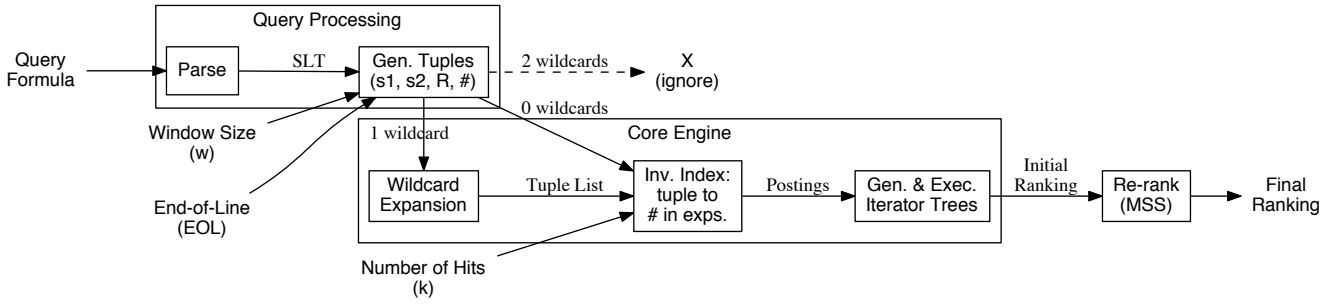 Query Processing
Query
Formula
Parse
SLT
Gen. Tuples
(s1, s2, R, #)
2 wildcards
X
(ignore)
0 wildcards
Window Size
(w)
1 wildcard
Core Engine
End-of-Line
(EOL)
Wildcard
Expansion
Tuple List
Inv. Index:
tuple to
# in exps.
Postings
Gen. & Exec.
Iterator Trees
Initial
Ranking
Re-rank
(MSS)
Final
Ranking
Number of Hits
(k)